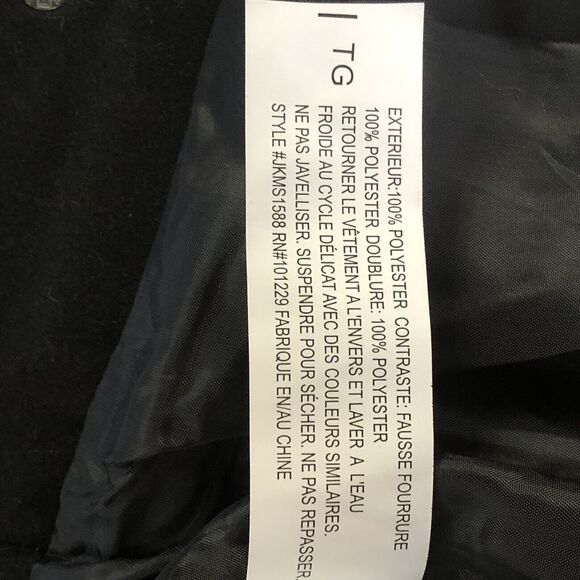 | TG
EXTERIEUR:100% POLYESTER CONTRASTE: FAUSSE FOURRURE
100% POLYESTER DOUBLURE: 100% POLYESTER
RETOURNER LE VÊTEMENT A L'ENVERS ET LAVER A L'EAU
FROIDE AU CYCLE DÉLICAT AVEC DES COULEURS SIMILAIRES.
NE PAS JAVELLISER. SUSPENDRE POUR SÉCHER. NE PAS REPASSER.
STYLE #JKMS1588 RN#101229 FABRIQUE EN/AU CHINE